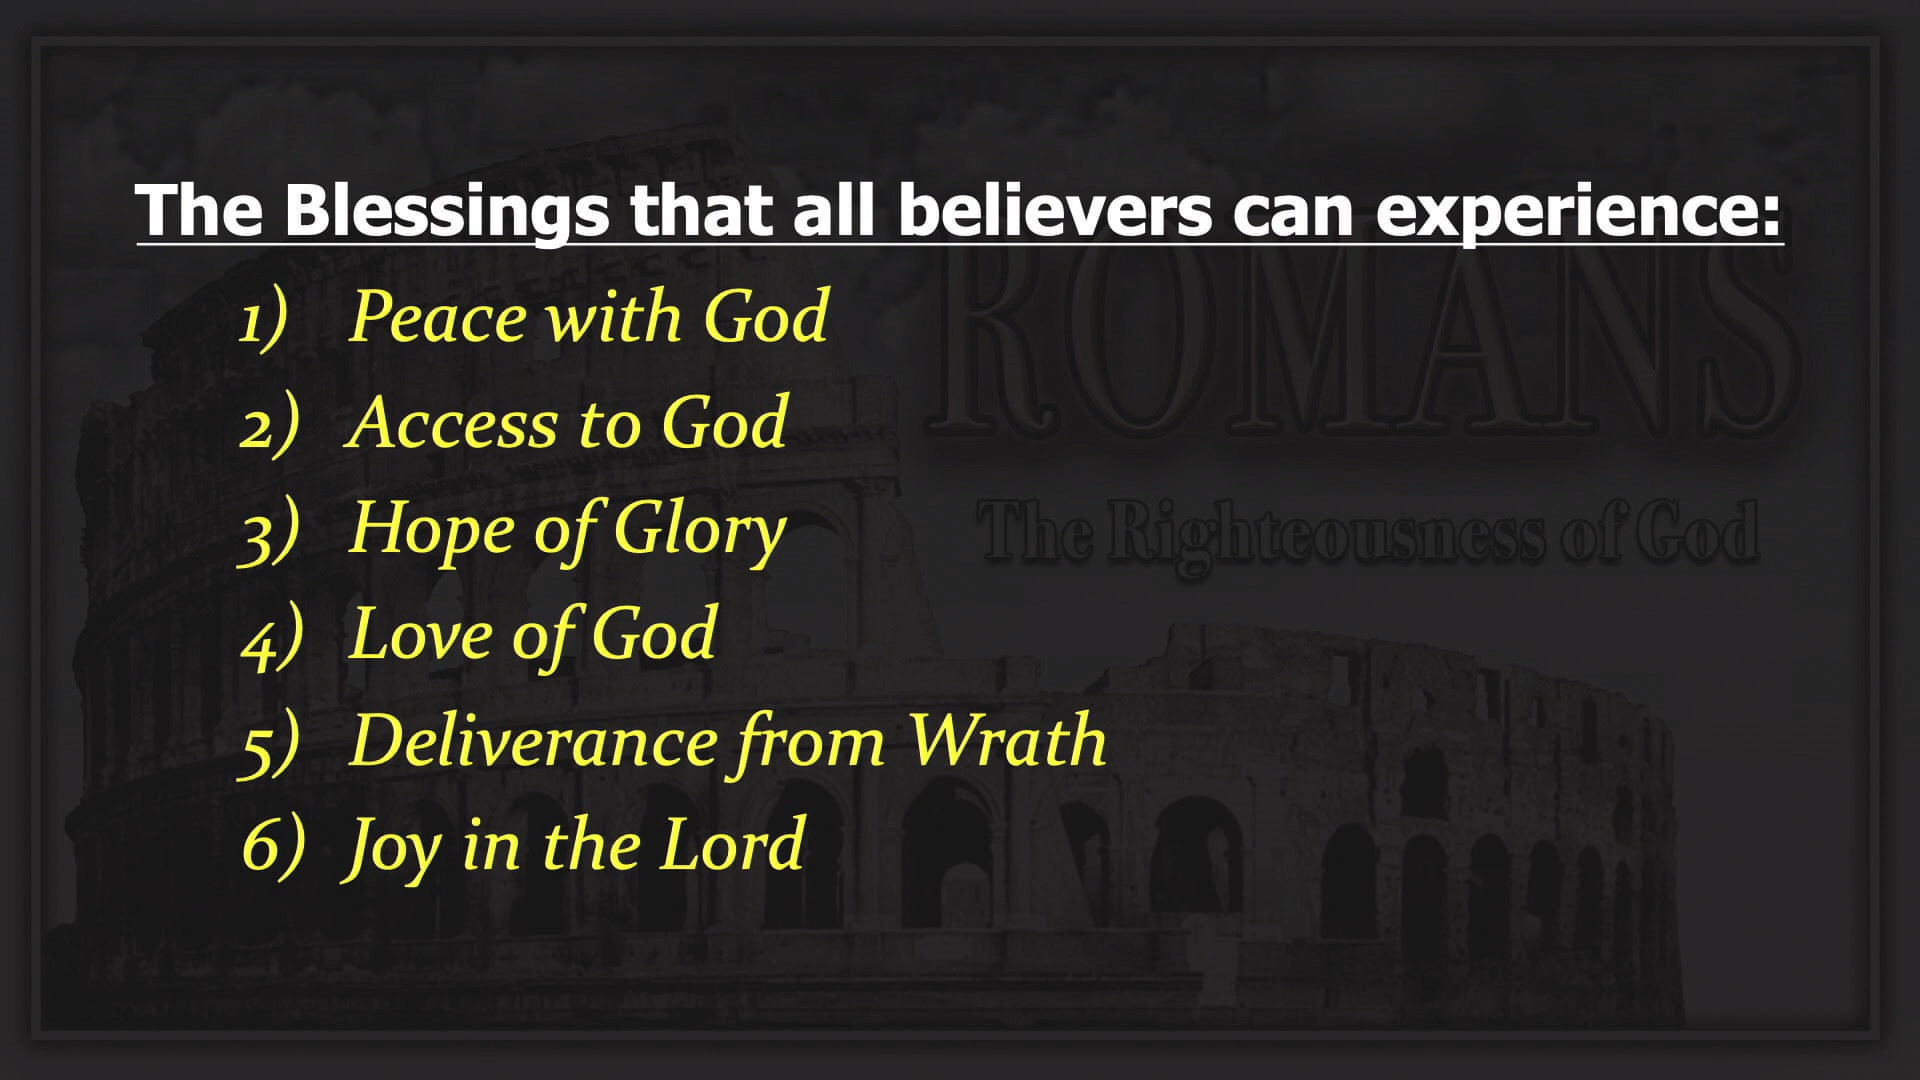 The Blessings that all believers can experience:
1) Peace with God
2) Access to God
3) Hope of Glory
4) Love of God
5) Deliverance from Wrath
6) Joy in the Lord
ROMANS
The Righteousness of God